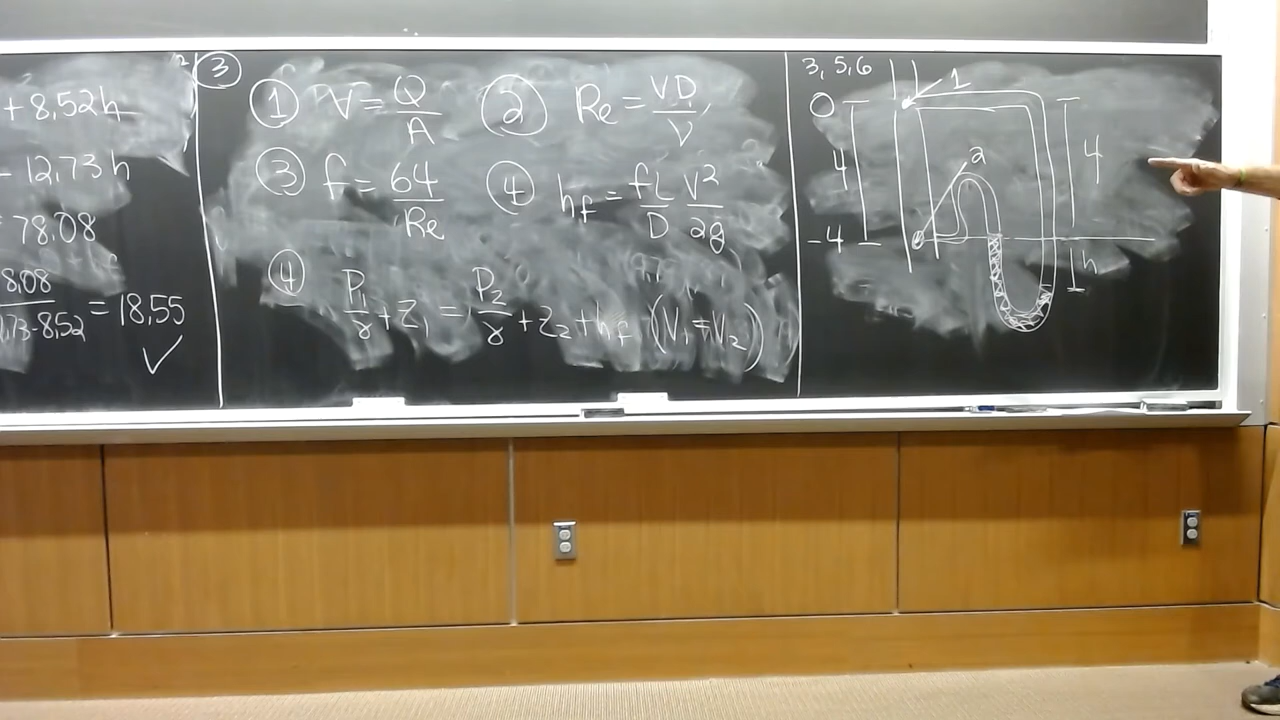 + 8,52h
- 12,73h
78,08
8,08
= 18,55
1,73-8,52
✓
③
① V = Q/A ② Re = VD/ν
③ f = 64/Re ④ hf = fL/D V²/2g
④ P₁/γ + Z₁ = P₂/γ + Z₂ + hf (V₁ = V₂)
3, 5, 6
1
0
4
4
2
-4
h